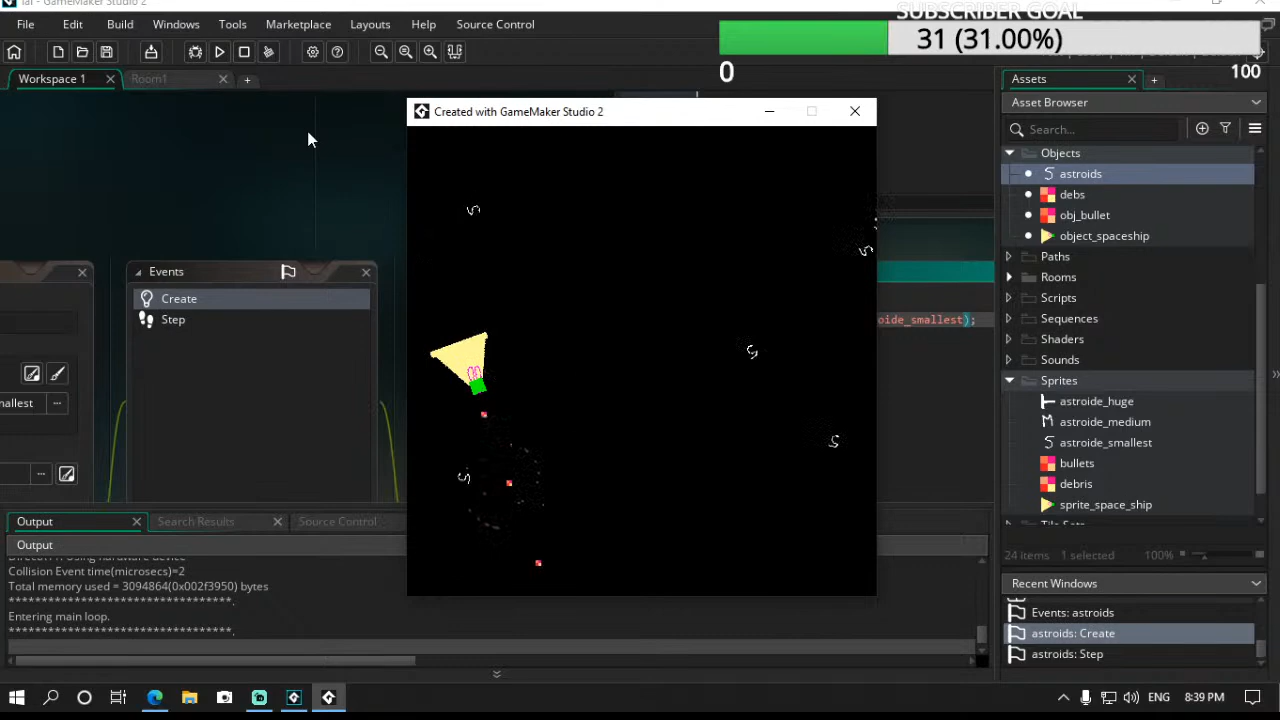 GameMaker Studio 2
File Edit Build Windows Tools Marketplace Layouts Help Source Control
SUBSCRIBER GOAL
31 (31.00%)
0
100
Workspace 1
Room1
Created with GameMaker Studio 2
Events
Create
Step
oide_smallest);
mallest
S
S
S
S
S
Output
Search Results
Source Control
Output
Collision Event time(microsecs)=2
Total memory used = 3094864(0x002f3950) bytes
***********************************.
Entering main loop.
***********************************.
Assets
Asset Browser
Search...
Objects
astroids
debs
obj_bullet
object_spaceship
Paths
Rooms
Scripts
Sequences
Shaders
Sounds
Sprites
astroide_huge
astroide_medium
astroide_smallest
bullets
debris
sprite_space_ship
Tile Sets
24 items 1 selected 100%
Recent Windows
Events: astroids
astroids: Create
astroids: Step
ENG 8:39 PM